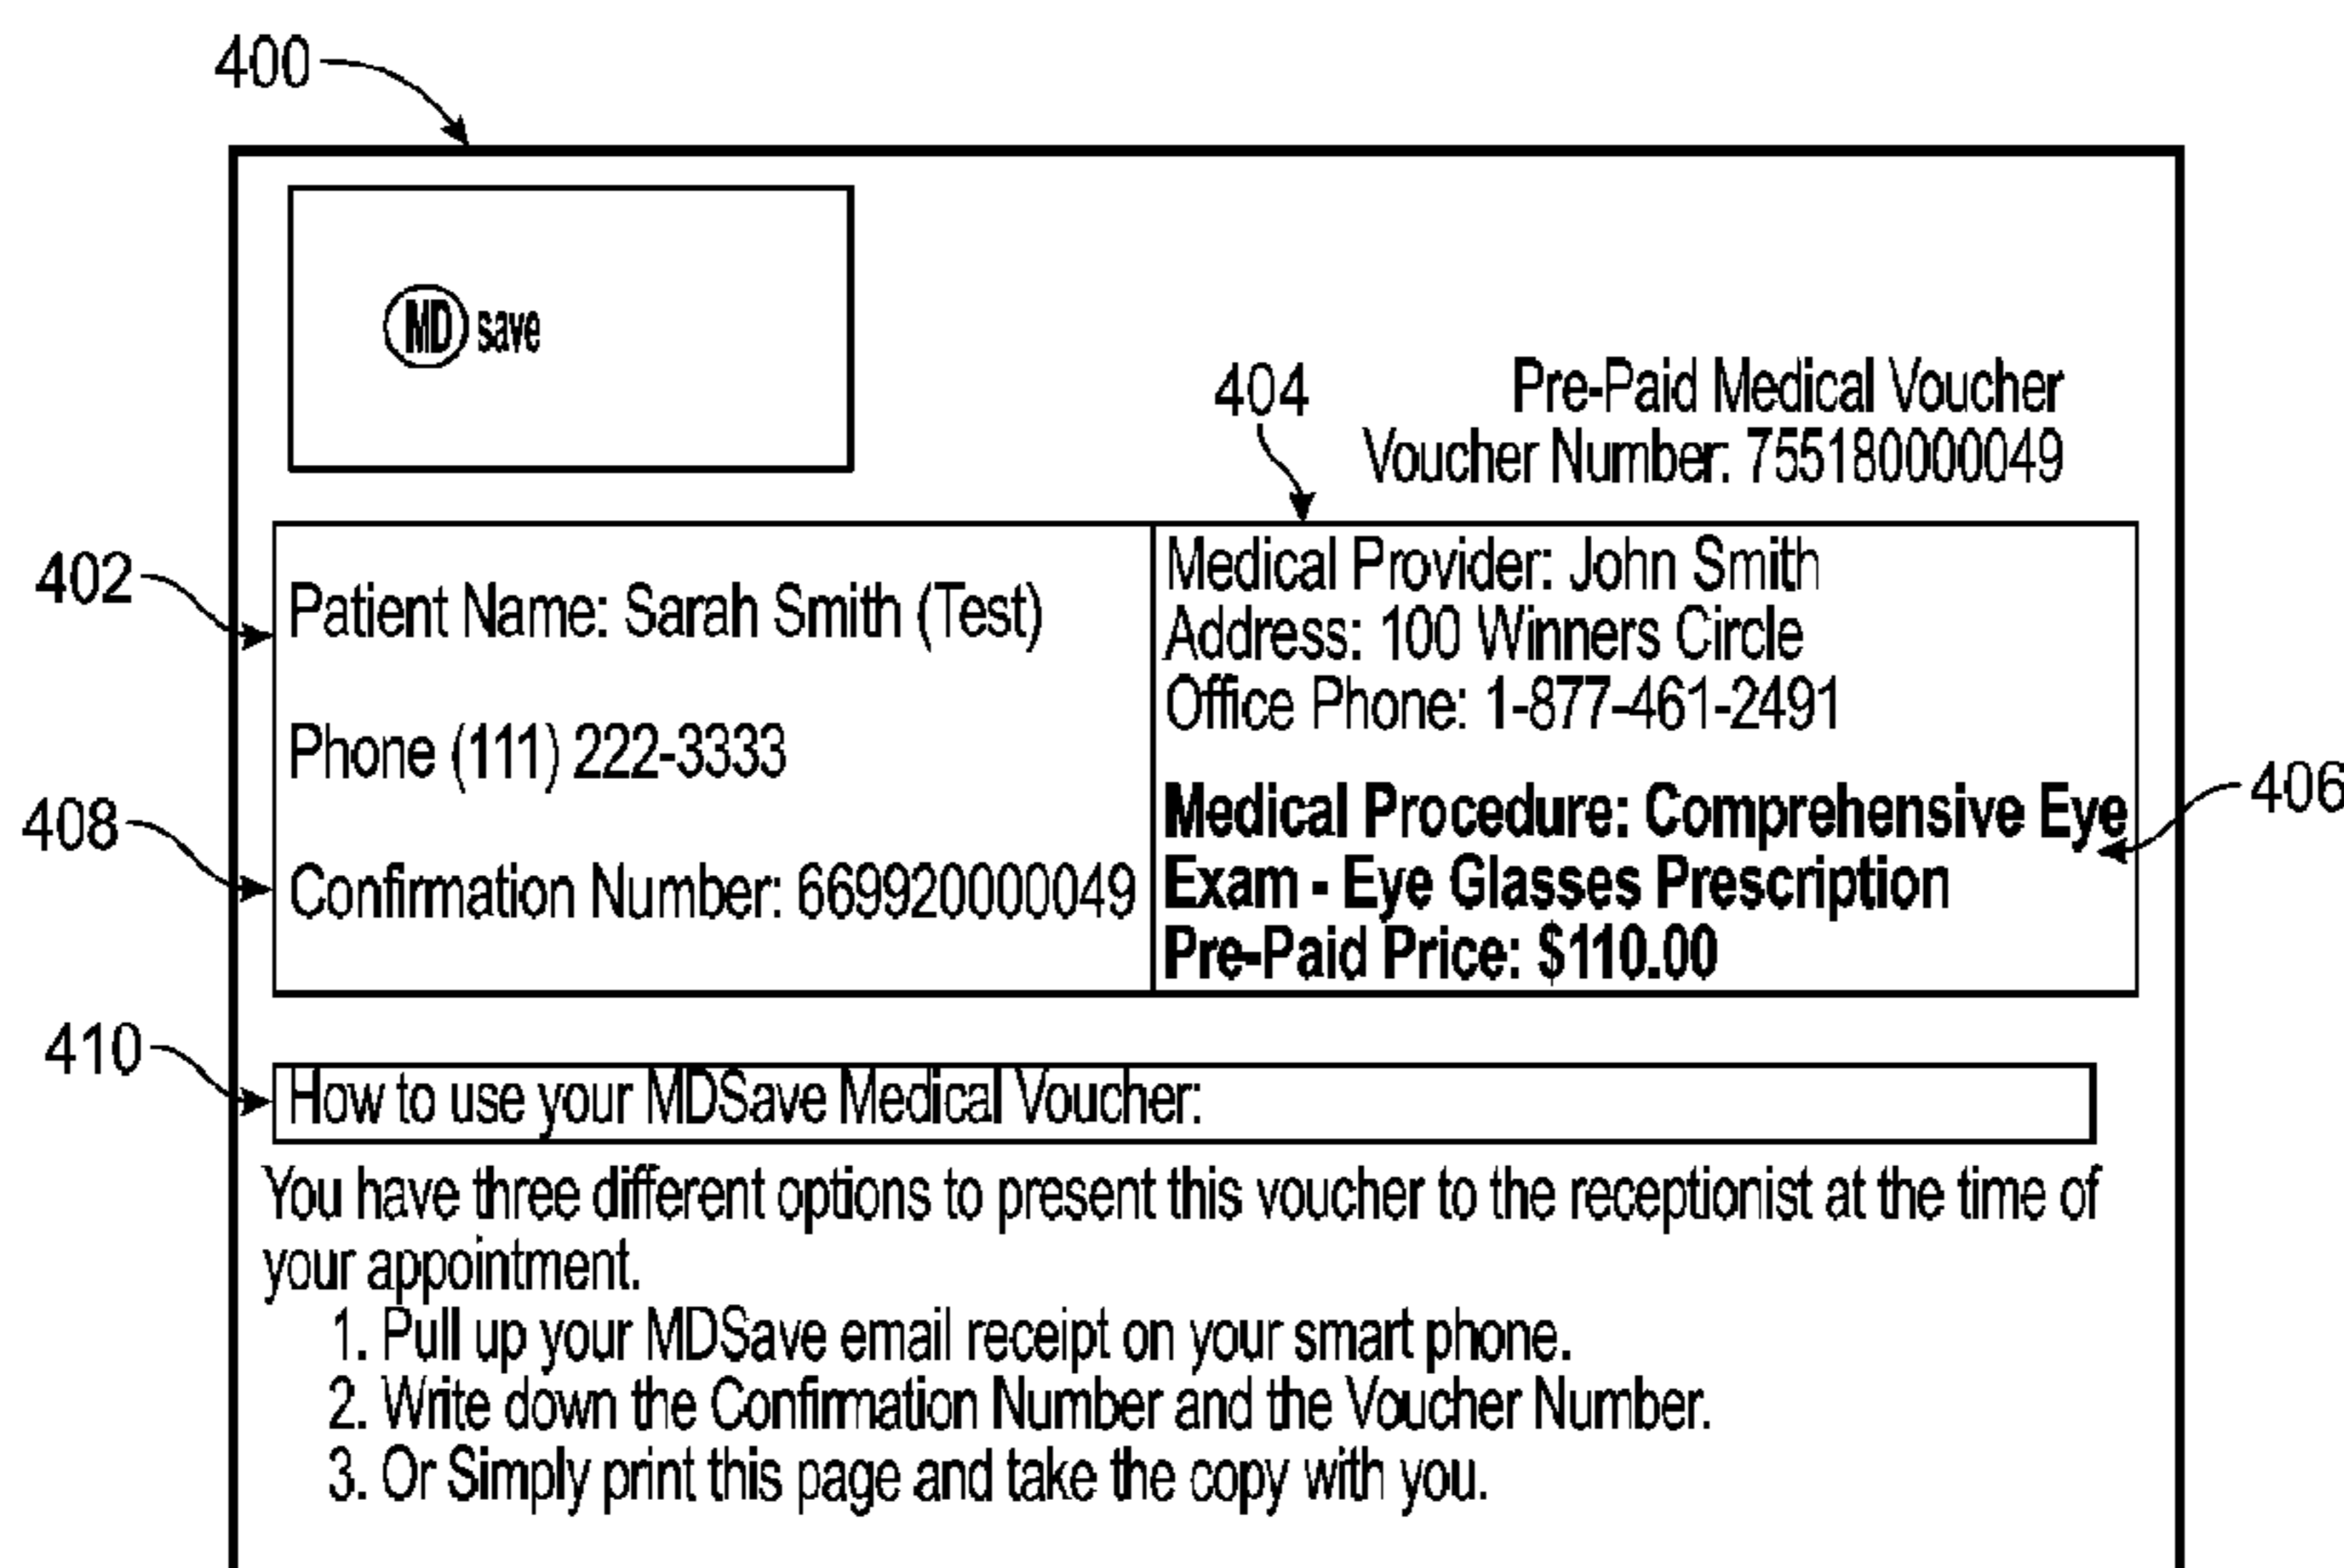 400
MD save
404
Pre-Paid Medical Voucher
Voucher Number: 755180000049
402
Patient Name: Sarah Smith (Test)
Phone (111) 222-3333
408
Confirmation Number: 669920000049
Medical Provider: John Smith
Address: 100 Winners Circle
Office Phone: 1-877-461-2491
Medical Procedure: Comprehensive Eye
Exam - Eye Glasses Prescription
Pre-Paid Price: $110.00
406
410
How to use your MDSave Medical Voucher:
You have three different options to present this voucher to the receptionist at the time of
your appointment.
1. Pull up your MDSave email receipt on your smart phone.
2. Write down the Confirmation Number and the Voucher Number.
3. Or Simply print this page and take the copy with you.